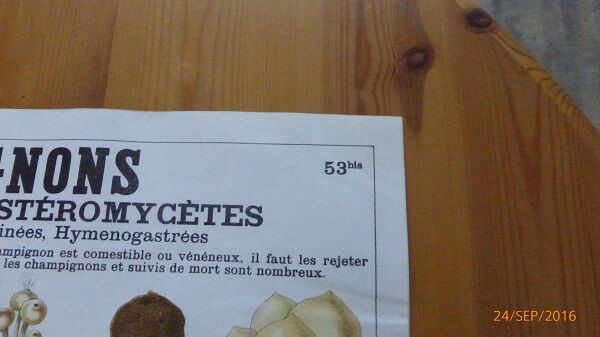 53bis
-NONS
STÉROMYCÈTES
inées, Hymenogastrées
ampignon est comestible ou vénéneux, il faut les rejeter
les champignons et suivis de mort sont nombreux.
24/SEP/2016